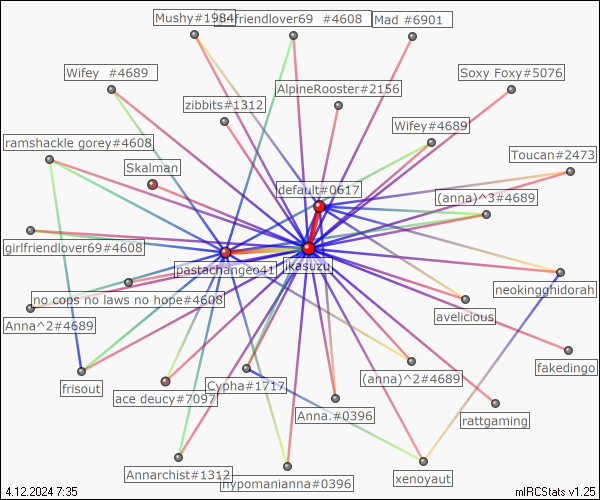 Mushy#1984
girlfriendlover69 #4608
Mad #6901
Wifey #4689
Soxy Foxy#5076
AlpineRooster#2156
zibbits#1312
Wifey#4689
ramshackle gorey#4608
Toucan#2473
Skalman
default#0617
(anna)^3#4689
girlfriendlover69#4608
pastachangeo41
ikasuzu
neokingghidorah
no cops no laws no hope#4608
avelicious
Anna^2#4689
fakedingo
(anna)^2#4689
frisout
Cypha#1717
ace deucy#7097
Anna.#0396
rattgaming
Annarchist#1312
hypomanianna#0396
xenoyaut
4.12.2024 7:35
mIRCStats v1.25